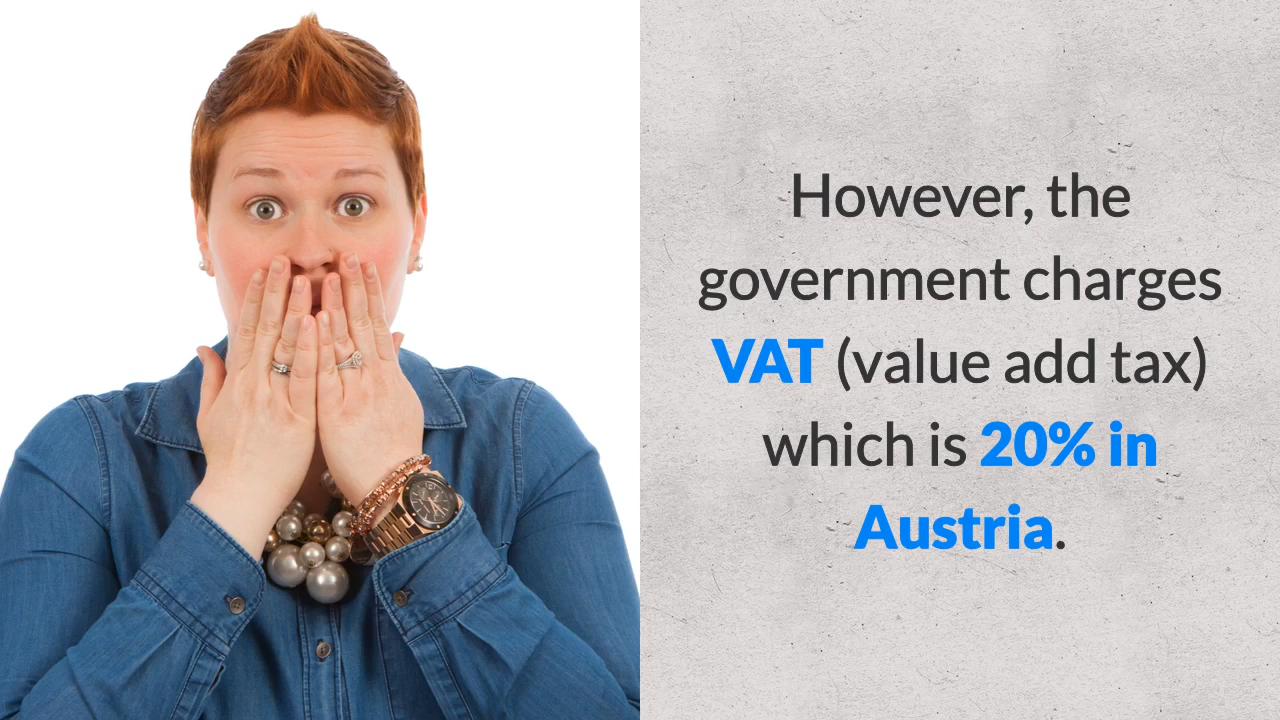 However, the
government charges
VAT (value add tax)
which is 20% in
Austria.